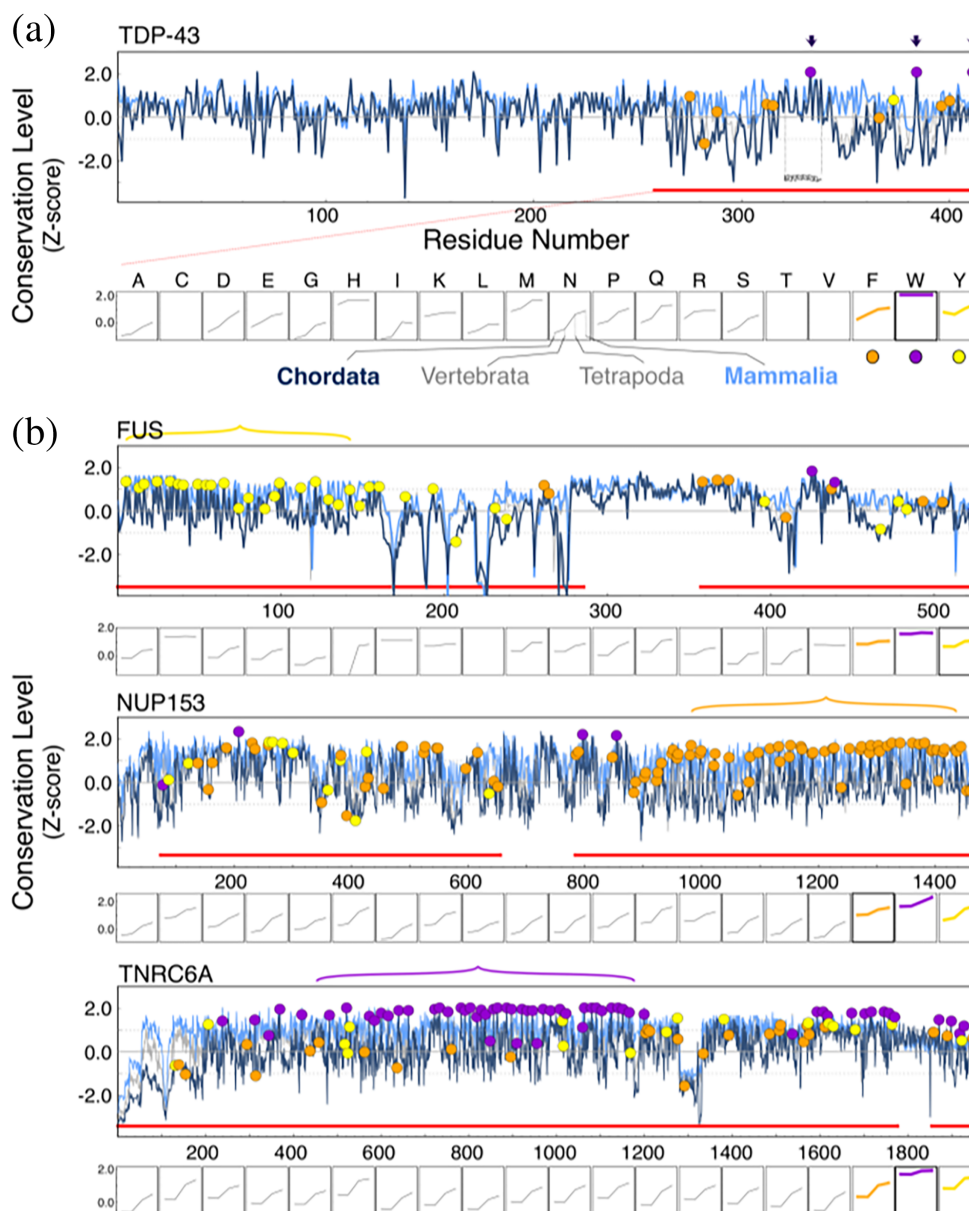 (a)
TDP-43
Conservation Level
(Z-score)
2.0
0.0
-2.0
100 200 300 400
Residue Number
A C D E G H I K L M N P Q R S T V F W Y
2.0
0.0
Chordata Vertebrata Tetrapoda Mammalia
(b)
FUS
2.0
0.0
-2.0
100 200 300 400 500
2.0
0.0
NUP153
Conservation Level
(Z-score)
2.0
0.0
-2.0
200 400 600 800 1000 1200 1400
2.0
0.0
TNRC6A
2.0
0.0
-2.0
200 400 600 800 1000 1200 1400 1600 1800
2.0
0.0